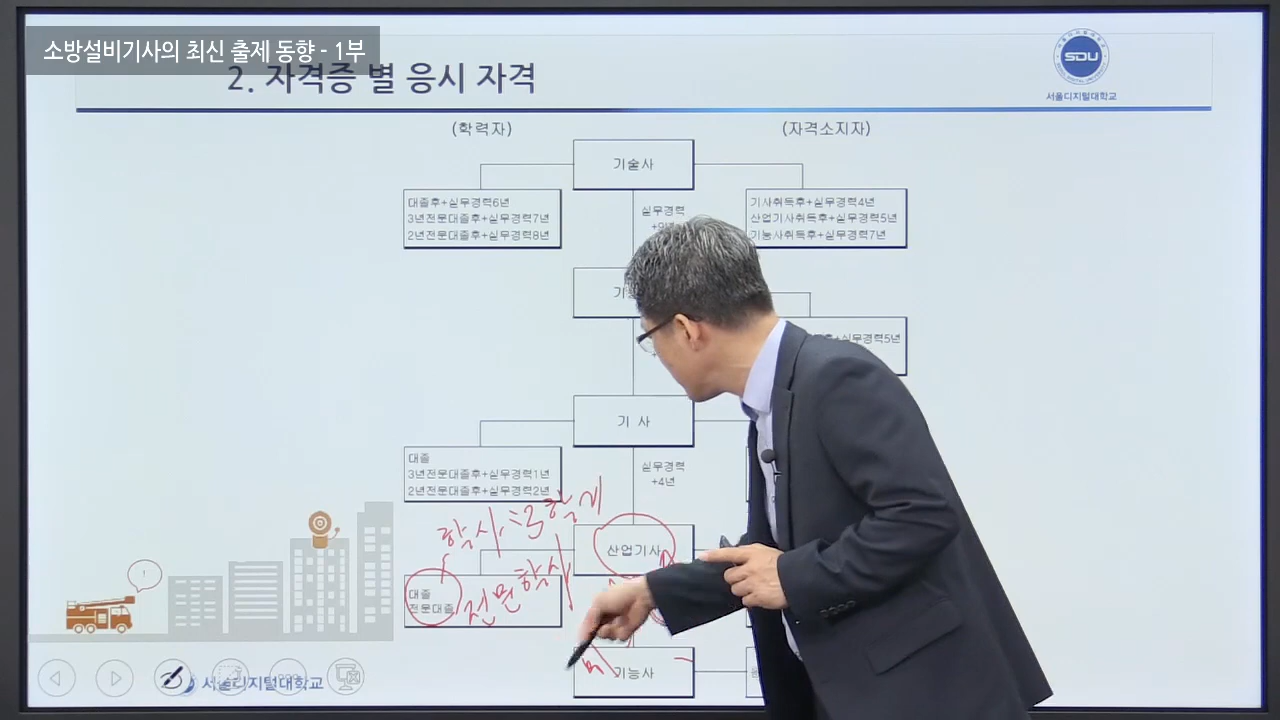 소방설비기사의 최신 출제 동향 - 1부
2. 자격증 별 응시 자격
SDU
서울디지털대학교
(학력자)
(자격소지자)
기술사
대졸후+실무경력6년
3년전문대졸후+실무경력7년
2년전문대졸후+실무경력8년
실무경력
기사취득후+실무경력4년
산업기사취득후+실무경력5년
기능사취득후+실무경력7년
실무경력5년
기 사
대졸
3년전문대졸후+실무경력1년
2년전문대졸후+실무경력2년
실무경력
+4년
학사
산업기사
대졸
전문대졸
전문학사
기능사
서울디지털대학교